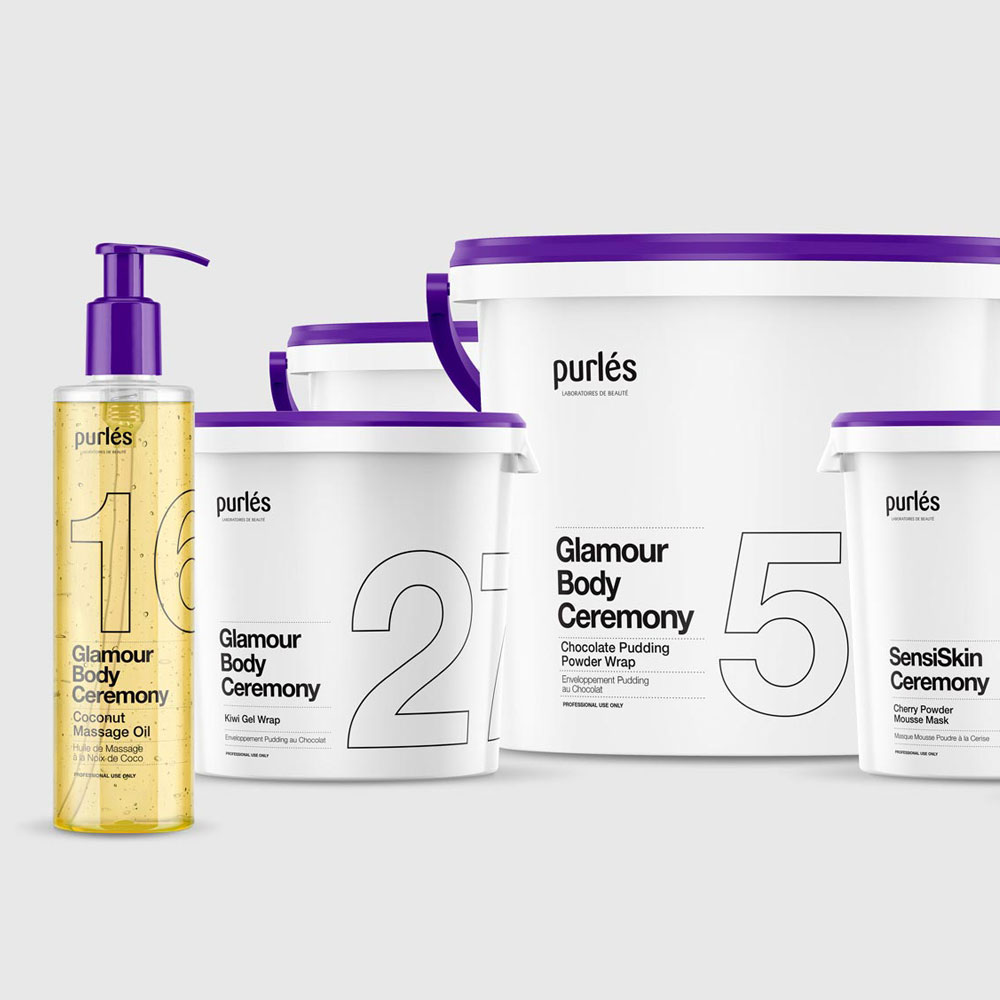 purlés
LABORATOIRES DE BEAUTÉ
16
Glamour
Body
Ceremony
Coconut
Massage Oil
Huile de Massage
à la Noix de Coco
PROFESSIONAL USE ONLY
purlés
LABORATOIRES DE BEAUTÉ
2
Glamour
Body
Ceremony
Kiwi Gel Wrap
Enveloppement Pudding au Chocolat
PROFESSIONAL USE ONLY
purlés
LABORATOIRES DE BEAUTÉ
5
Glamour
Body
Ceremony
Chocolate Pudding
Powder Wrap
Enveloppement Pudding
au Chocolat
PROFESSIONAL USE ONLY
purlés
LABORATOIRES DE BEAUTÉ
SensiSkin
Ceremony
Cherry Powder
Mousse Mask
Masque Mousse Poudre à la Cerise
PROFESSIONAL USE ONLY